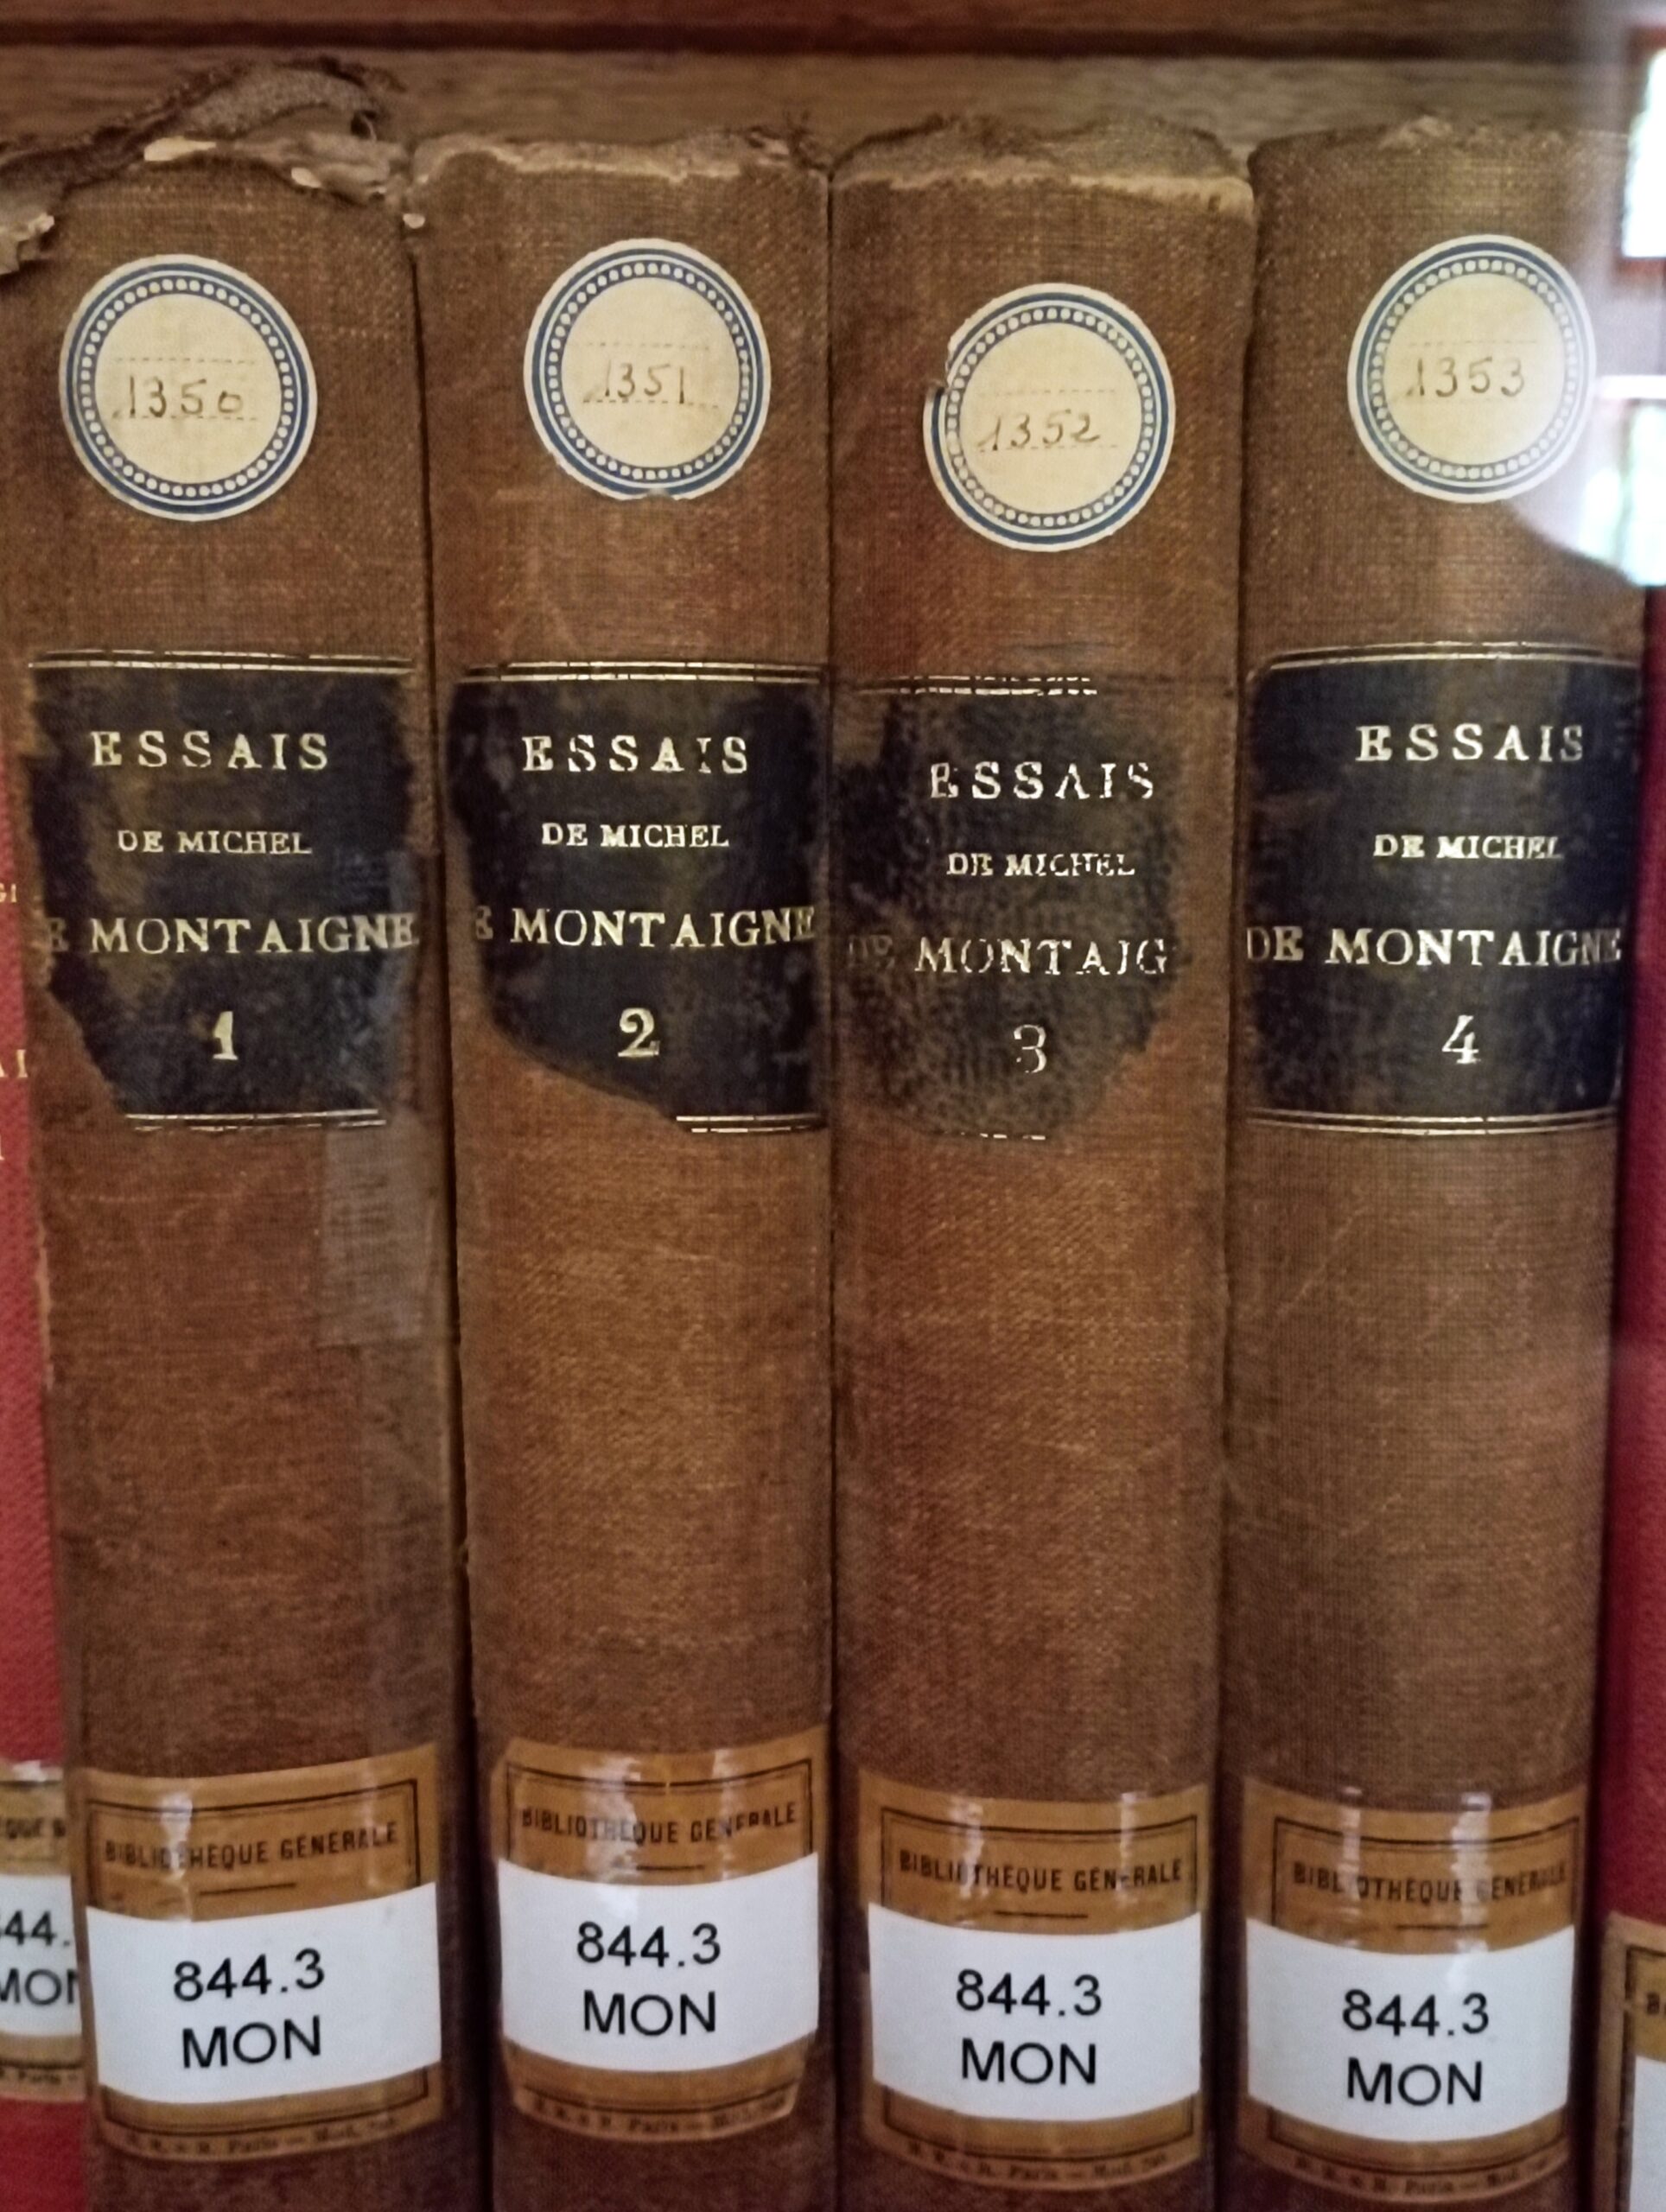 1350
ESSAIS
DE MICHEL
E MONTAIGNE
1
BIBLIOTHEQUE GENERALE
844.3
MON
1351
ESSAIS
DE MICHEL
E MONTAIGNE
2
BIBLIOTHEQUE GENERALE
844.3
MON
1352
ESSAIS
DE MICHEL
DE MONTAIG
3
BIBLIOTHEQUE GENERALE
844.3
MON
1353
ESSAIS
DE MICHEL
DE MONTAIGNE
4
BIBLIOTHEQUE GENERALE
844.3
MON